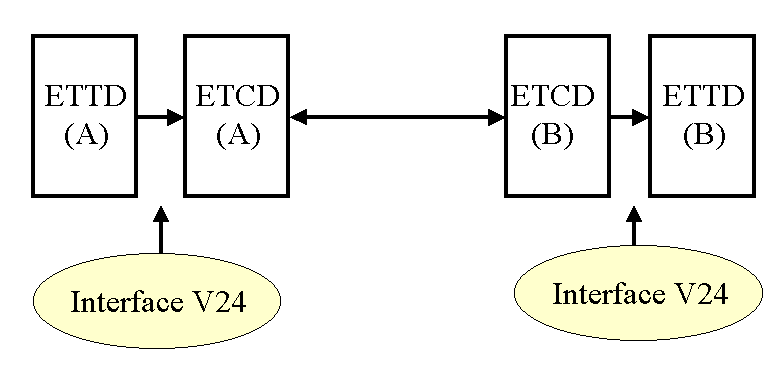 ETTD
(A)
ETCD
(A)
ETCD
(B)
ETTD
(B)
Interface V24
Interface V24